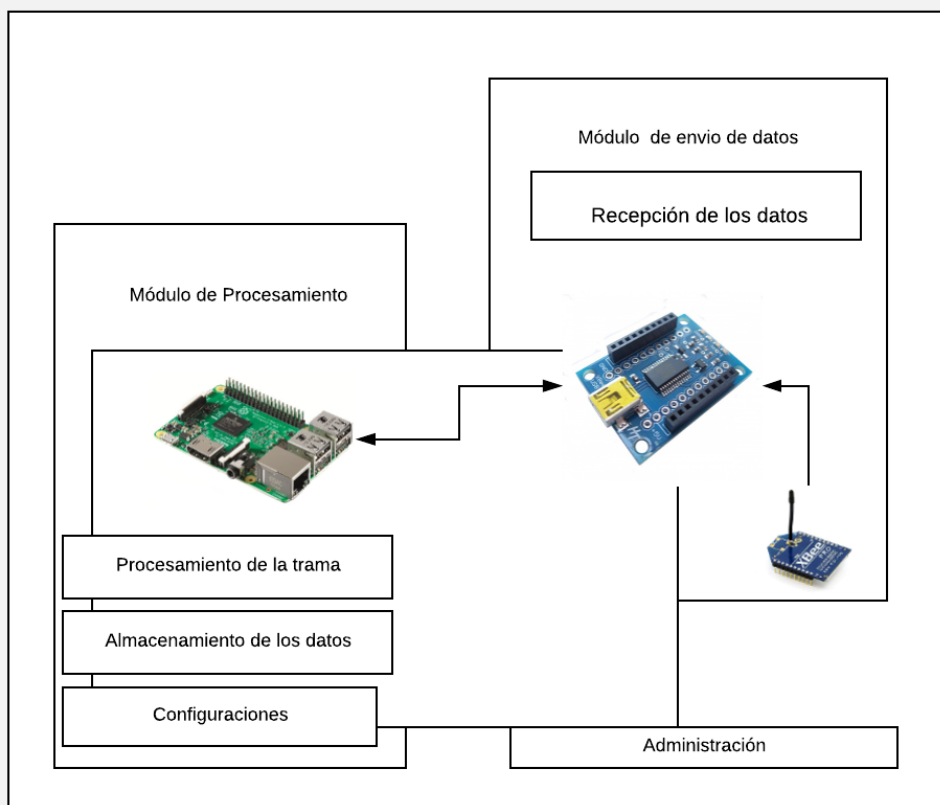 Módulo de envio de datos
Recepción de los datos
Módulo de Procesamiento
XBee
Procesamiento de la trama
Almacenamiento de los datos
Configuraciones
Administración